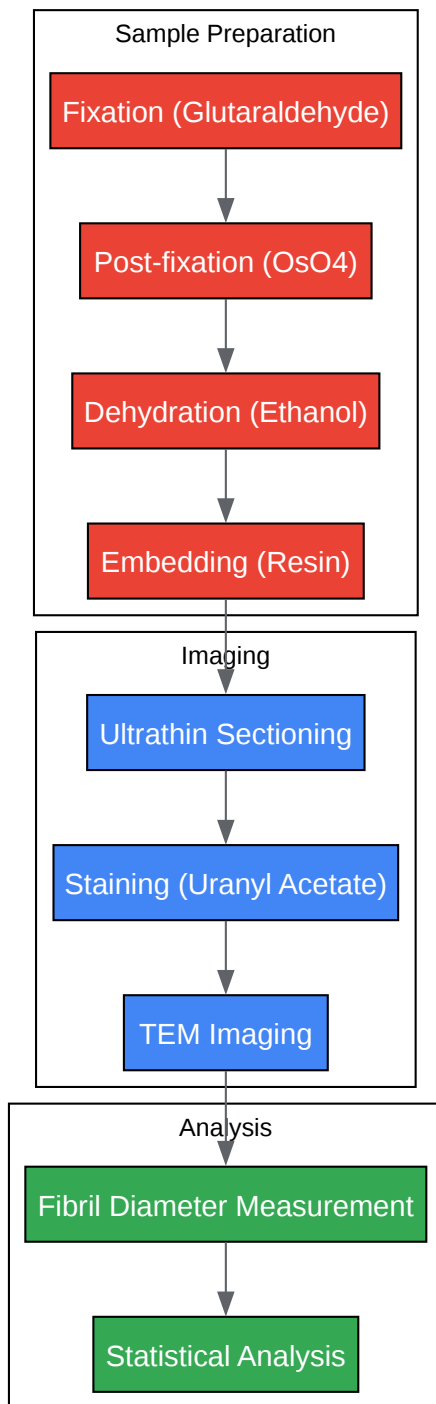 Sample Preparation
Fixation (Glutaraldehyde)
Post-fixation (OsO4)
Dehydration (Ethanol)
Embedding (Resin)
Imaging
Ultrathin Sectioning
Staining (Uranyl Acetate)
TEM Imaging
Analysis
Fibril Diameter Measurement
Statistical Analysis